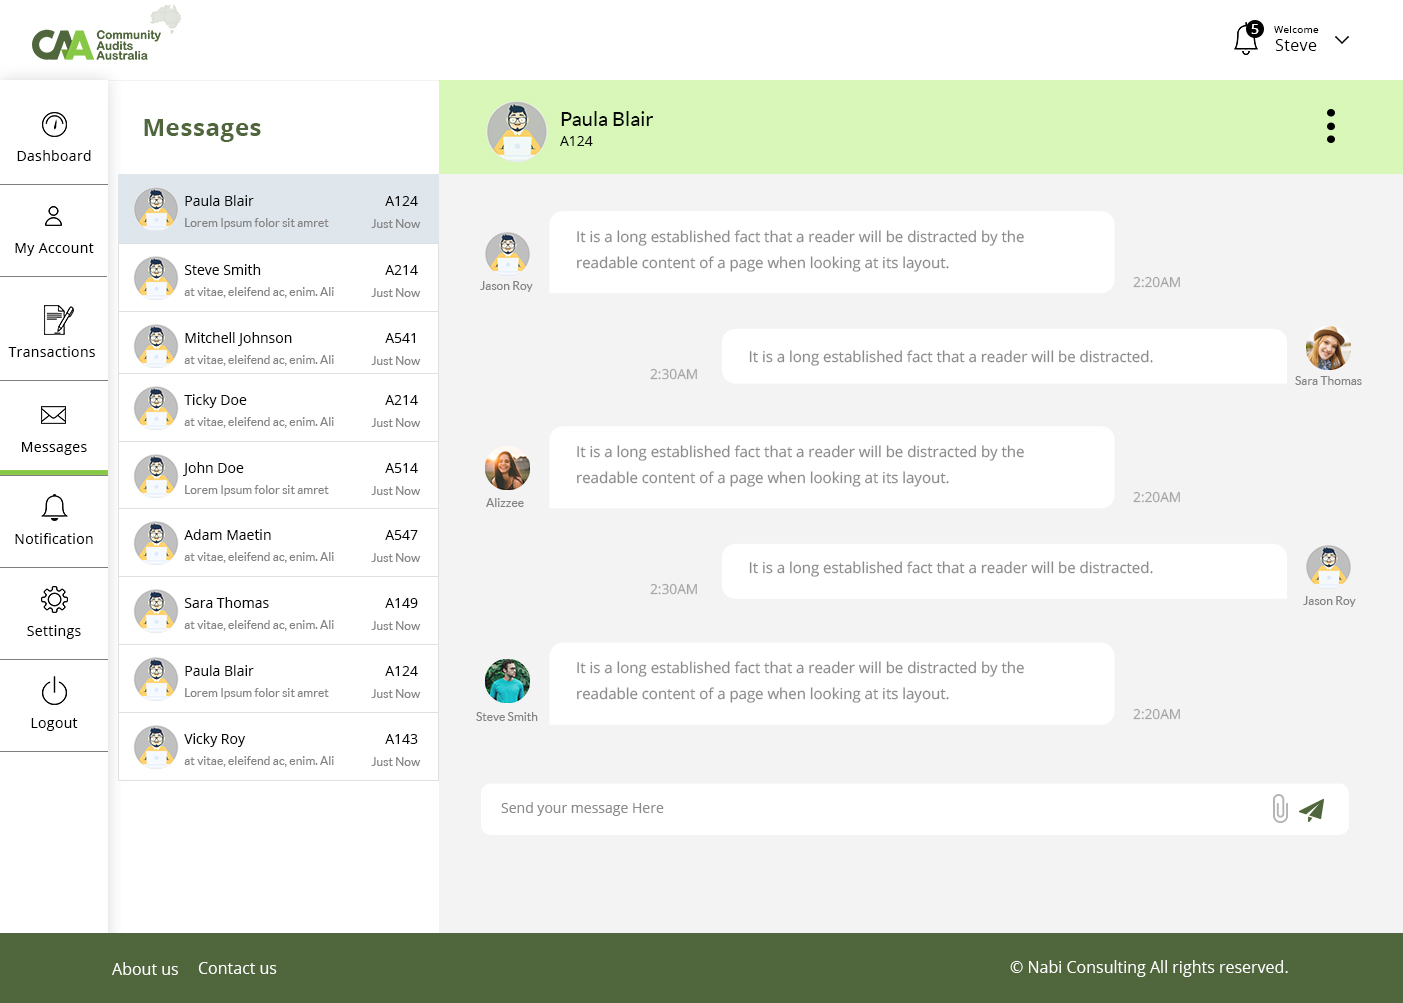 CAA Community
Audits
Australia
5
Welcome
Steve
Dashboard
My Account
Transactions
Messages
Notification
Settings
Logout
Messages
Paula Blair A124
Lorem Ipsum folor sit amret Just Now
Steve Smith A214
at vitae, eleifend ac, enim. Ali Just Now
Mitchell Johnson A541
at vitae, eleifend ac, enim. Ali Just Now
Ticky Doe A214
at vitae, eleifend ac, enim. Ali Just Now
John Doe A514
Lorem Ipsum folor sit amret Just Now
Adam Maetin A547
at vitae, eleifend ac, enim. Ali Just Now
Sara Thomas A149
at vitae, eleifend ac, enim. Ali Just Now
Paula Blair A124
Lorem Ipsum folor sit amret Just Now
Vicky Roy A143
at vitae, eleifend ac, enim. Ali Just Now
Paula Blair
A124
It is a long established fact that a reader will be distracted by the
readable content of a page when looking at its layout.
Jason Roy
2:20AM
It is a long established fact that a reader will be distracted.
2:30AM
Sara Thomas
It is a long established fact that a reader will be distracted by the
readable content of a page when looking at its layout.
Alizzee
2:20AM
It is a long established fact that a reader will be distracted.
2:30AM
Jason Roy
It is a long established fact that a reader will be distracted by the
readable content of a page when looking at its layout.
Steve Smith
2:20AM
Send your message Here
About us Contact us
© Nabi Consulting All rights reserved.